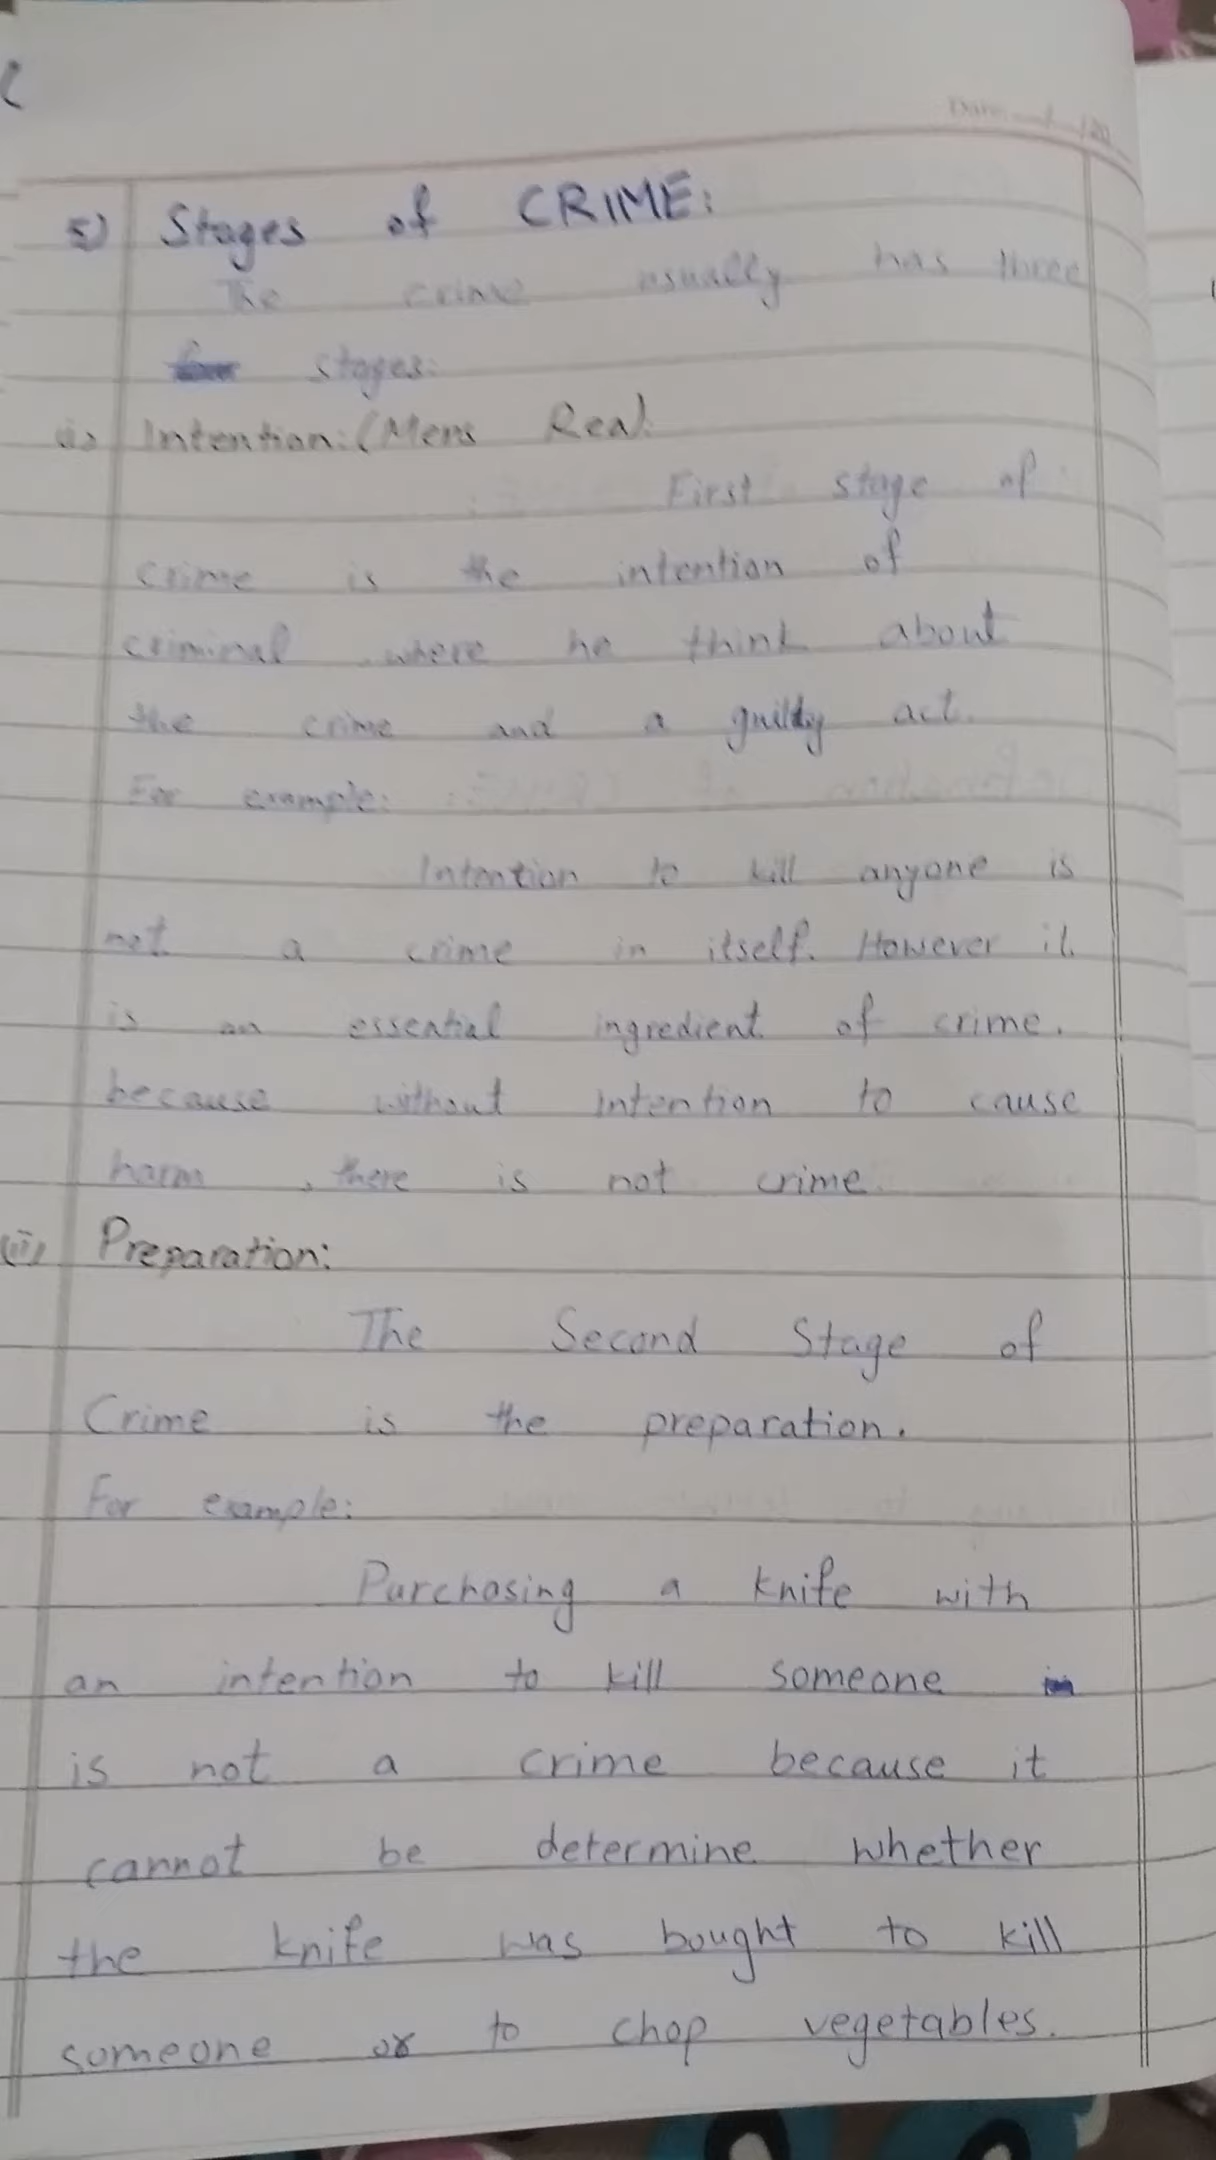 Date
5) Stages of CRIME:
The crime usually has three
stages:
(i) Intention: (Mens Rea).
First stage of
crime is the intention of
criminal where he think about
the crime and a guildy act.
For example:
Intention to kill anyone is
not a crime in itself. However it
is an essential ingredient of crime.
because without intention to cause
harm, there is not crime
(ii) Preparation:
The Second Stage of
Crime is the preparation.
For example:
Purchasing a knife with
an intention to kill someone
is not a crime because it
cannot be determine whether
the knife was bought to kill
someone or to chop vegetables.